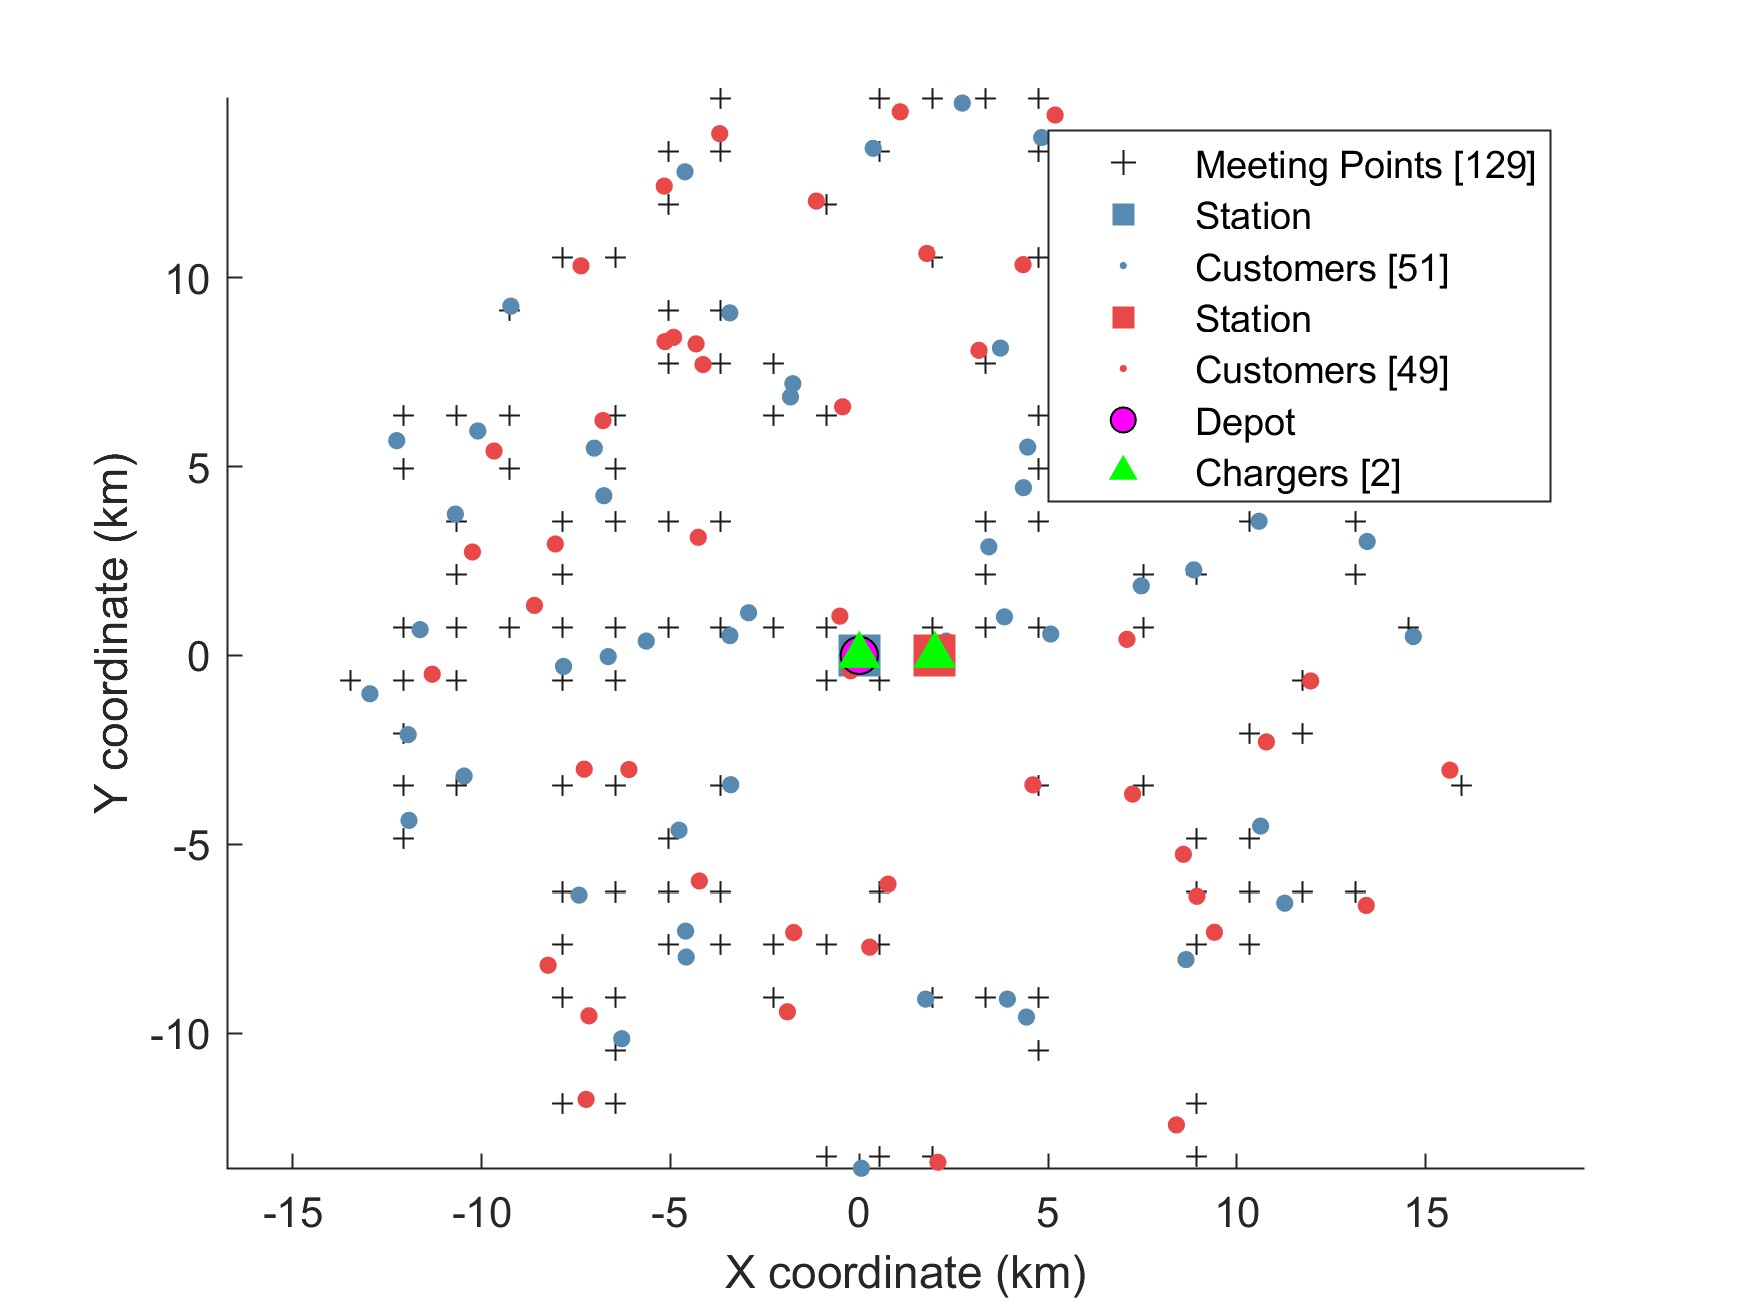 Meeting Points [129]
Station
Customers [51]
Station
Customers [49]
Depot
Chargers [2]
10
5
0
-5
-10
Y coordinate (km)
-15
-10
-5
0
5
10
15
X coordinate (km)